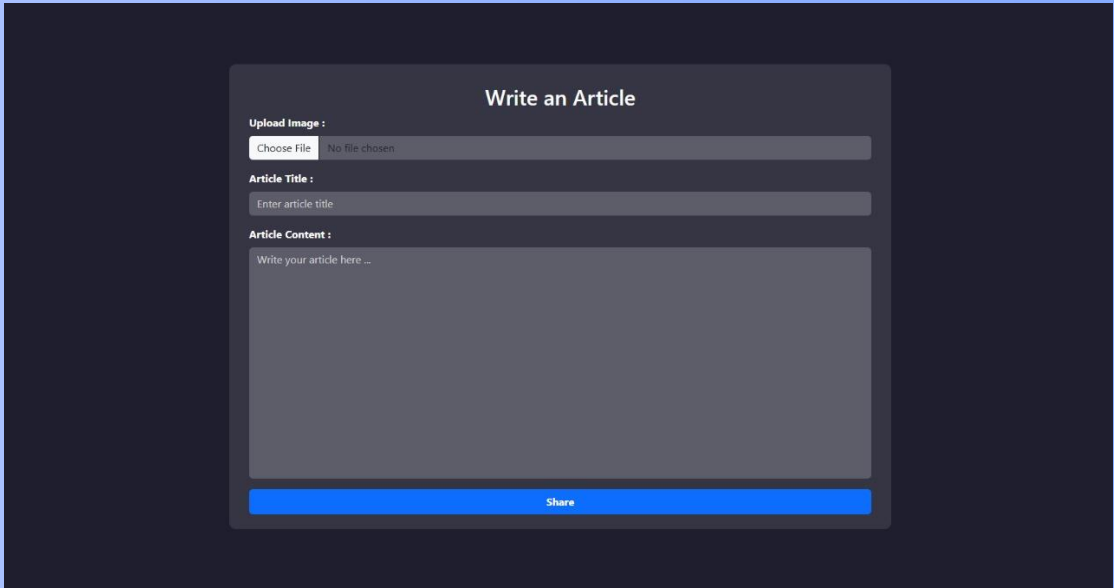 Write an Article
Upload Image :
Choose File No file chosen
Article Title :
Enter article title
Article Content :
Write your article here ...
Share